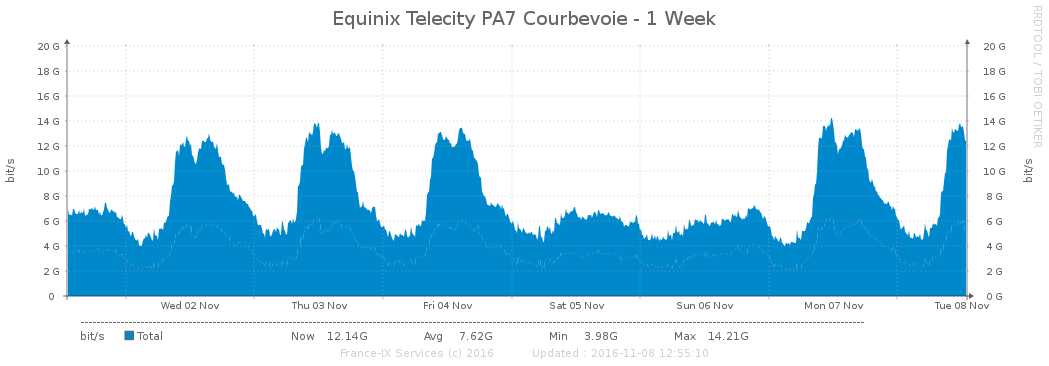 Equinix Telecity PA7 Courbevoie - 1 Week
RRDTOOL / TOBI OETIKER
20 G 20 G
18 G 18 G
16 G 16 G
14 G 14 G
12 G 12 G
10 G 10 G
8 G 8 G
6 G 6 G
4 G 4 G
2 G 2 G
0 0 G
bit/s
bit/s
Wed 02 Nov Thu 03 Nov Fri 04 Nov Sat 05 Nov Sun 06 Nov Mon 07 Nov Tue 08 Nov
bit/s Total Now 12.14G Avg 7.62G Min 3.98G Max 14.21G
France-IX Services (c) 2016 Updated : 2016-11-08 12:55:10